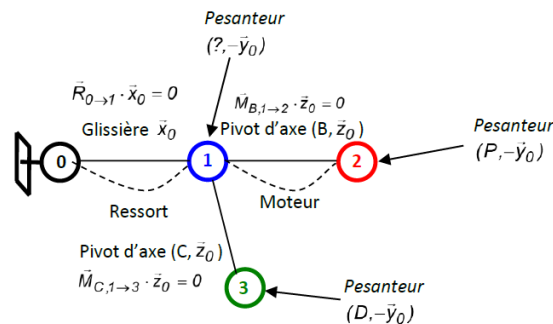 Pesanteur
(?,-y⃗₀)
R⃗₀→₁ · x⃗₀ = 0
M⃗B,1→2 · z⃗₀ = 0
Glissière x⃗₀
Pivot d'axe (B, z⃗₀)
Pesanteur
(P,-y⃗₀)
0
1
2
Ressort
Moteur
Pivot d'axe (C, z⃗₀)
M⃗C,1→3 · z⃗₀ = 0
3
Pesanteur
(D,-y⃗₀)